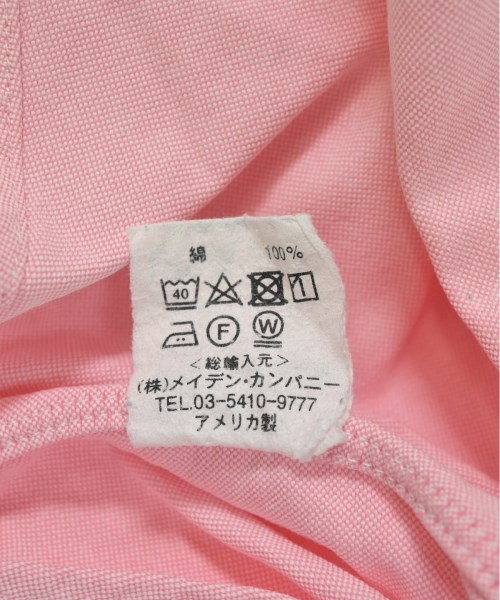 綿 100%
40
F W
<総輸入元>
(株)メイデン・カンパニー
TEL.03-5410-9777
アメリカ製